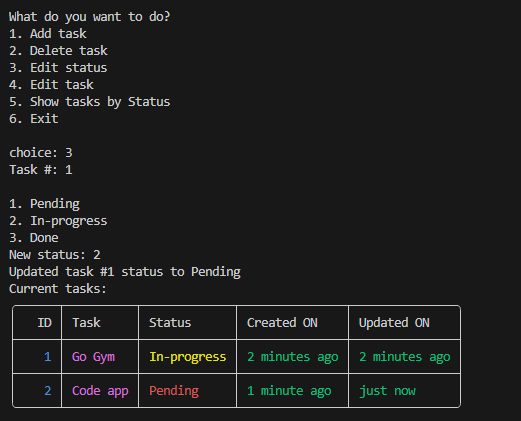 What do you want to do?
1. Add task
2. Delete task
3. Edit status
4. Edit task
5. Show tasks by Status
6. Exit
choice: 3
Task #: 1
1. Pending
2. In-progress
3. Done
New status: 2
Updated task #1 status to Pending
Current tasks:
ID Task Status Created ON Updated ON
1 Go Gym In-progress 2 minutes ago 2 minutes ago
2 Code app Pending 1 minute ago just now